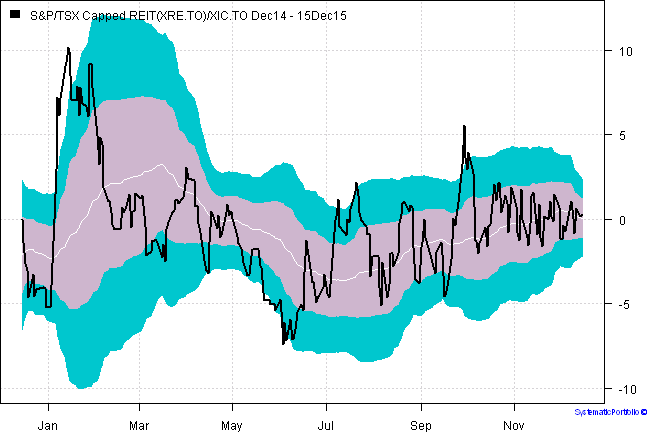 S&P/TSX Capped REIT(XRE.TO)/XIC.TO Dec14 - 15Dec15
10
5
0
-5
-10
Jan Mar May Jul Sep Nov
SystematicPortfolio ©